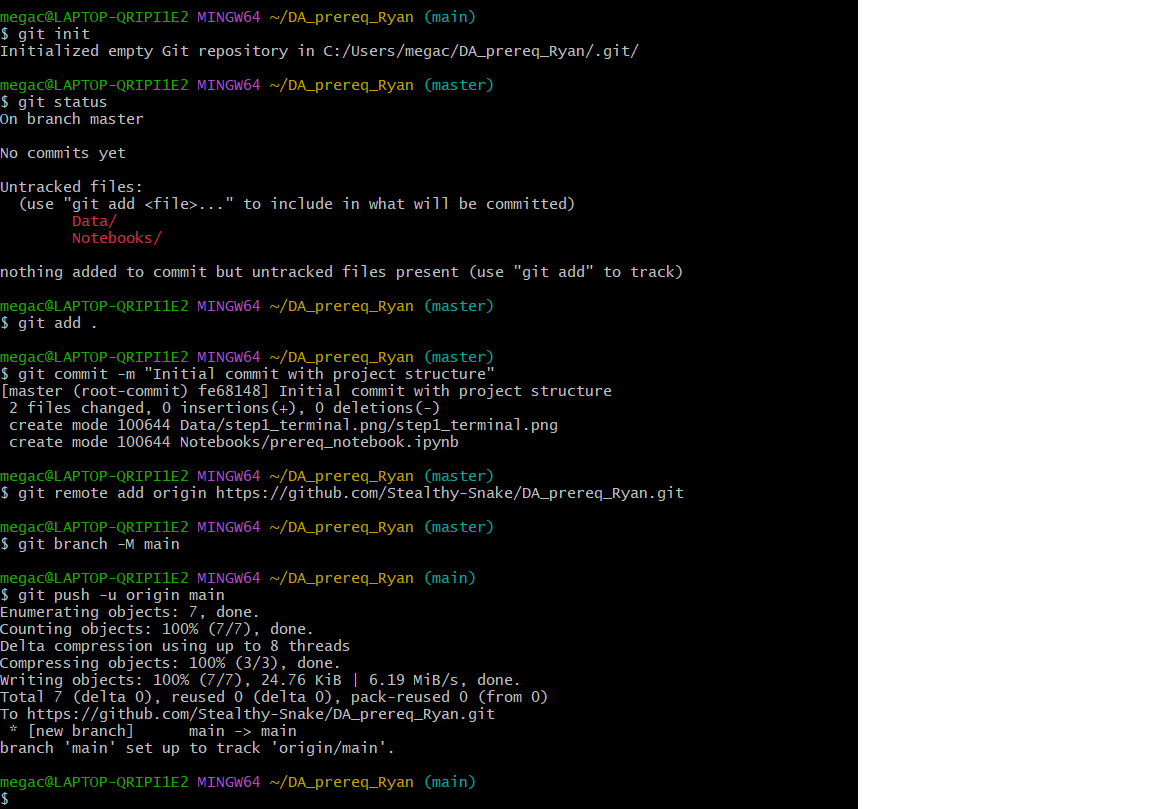 megac@LAPTOP-QRIPI1E2 MINGW64 ~/DA_prereq_Ryan (main)
$ git init
Initialized empty Git repository in C:/Users/megac/DA_prereq_Ryan/.git/
megac@LAPTOP-QRIPI1E2 MINGW64 ~/DA_prereq_Ryan (master)
$ git status
On branch master
No commits yet
Untracked files:
  (use "git add <file>..." to include in what will be committed)
        Data/
        Notebooks/
nothing added to commit but untracked files present (use "git add" to track)
megac@LAPTOP-QRIPI1E2 MINGW64 ~/DA_prereq_Ryan (master)
$ git add .
megac@LAPTOP-QRIPI1E2 MINGW64 ~/DA_prereq_Ryan (master)
$ git commit -m "Initial commit with project structure"
[master (root-commit) fe68148] Initial commit with project structure
 2 files changed, 0 insertions(+), 0 deletions(-)
 create mode 100644 Data/step1_terminal.png/step1_terminal.png
 create mode 100644 Notebooks/prereq_notebook.ipynb
megac@LAPTOP-QRIPI1E2 MINGW64 ~/DA_prereq_Ryan (master)
$ git remote add origin https://github.com/Stealthy-Snake/DA_prereq_Ryan.git
megac@LAPTOP-QRIPI1E2 MINGW64 ~/DA_prereq_Ryan (master)
$ git branch -M main
megac@LAPTOP-QRIPI1E2 MINGW64 ~/DA_prereq_Ryan (main)
$ git push -u origin main
Enumerating objects: 7, done.
Counting objects: 100% (7/7), done.
Delta compression using up to 8 threads
Compressing objects: 100% (3/3), done.
Writing objects: 100% (7/7), 24.76 KiB | 6.19 MiB/s, done.
Total 7 (delta 0), reused 0 (delta 0), pack-reused 0 (from 0)
To https://github.com/Stealthy-Snake/DA_prereq_Ryan.git
 * [new branch]      main -> main
branch 'main' set up to track 'origin/main'.
megac@LAPTOP-QRIPI1E2 MINGW64 ~/DA_prereq_Ryan (main)
$